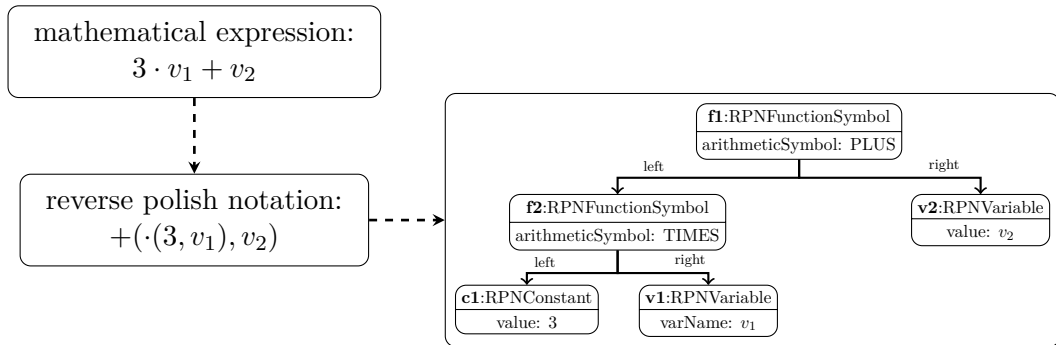 mathematical expression:
3 · v₁ + v₂
reverse polish notation:
+(·(3, v₁), v₂)
f1:RPNFunctionSymbol
arithmeticSymbol: PLUS
left
right
f2:RPNFunctionSymbol
arithmeticSymbol: TIMES
v2:RPNVariable
value: v₂
left
right
c1:RPNConstant
value: 3
v1:RPNVariable
varName: v₁